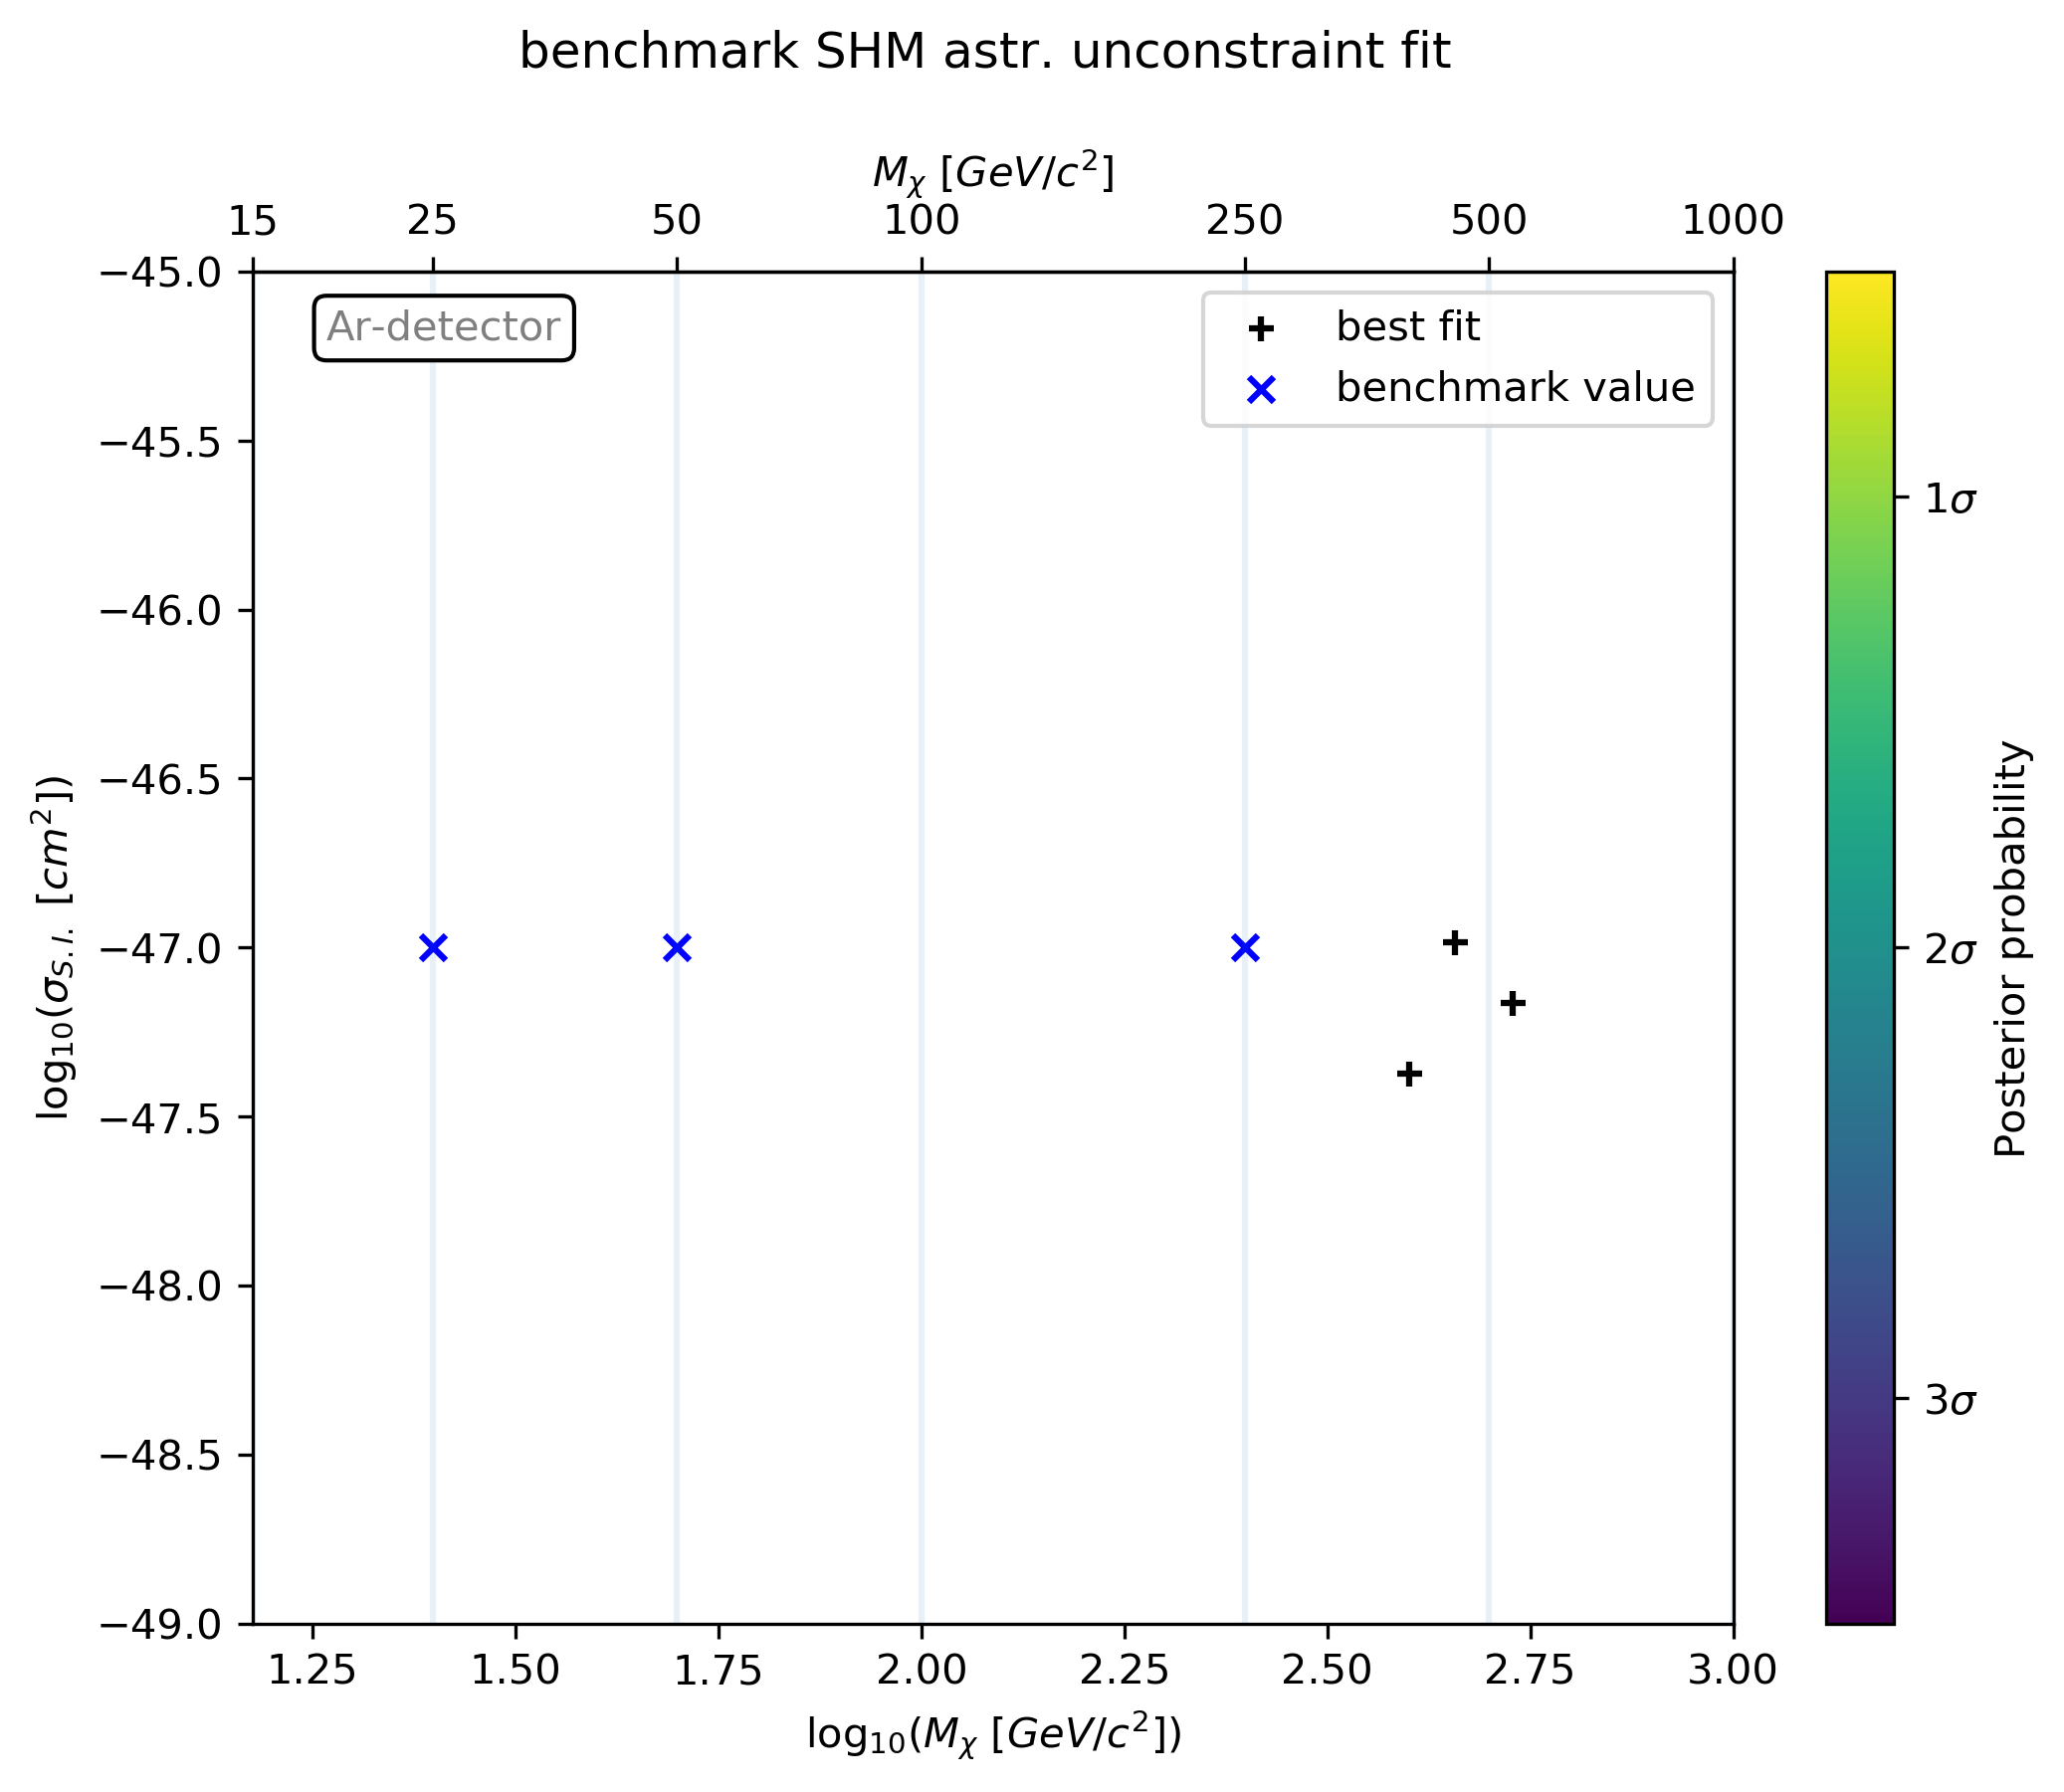 benchmark SHM astr. unconstraint fit
Mχ [GeV/c²]
15 25 50 100 250 500 1000
Ar-detector
best fit
benchmark value
−45.0
−45.5
−46.0
−46.5
−47.0
−47.5
−48.0
−48.5
−49.0
log₁₀(σS.I. [cm²])
1.25 1.50 1.75 2.00 2.25 2.50 2.75 3.00
log₁₀(Mχ [GeV/c²])
1σ
2σ
3σ
Posterior probability